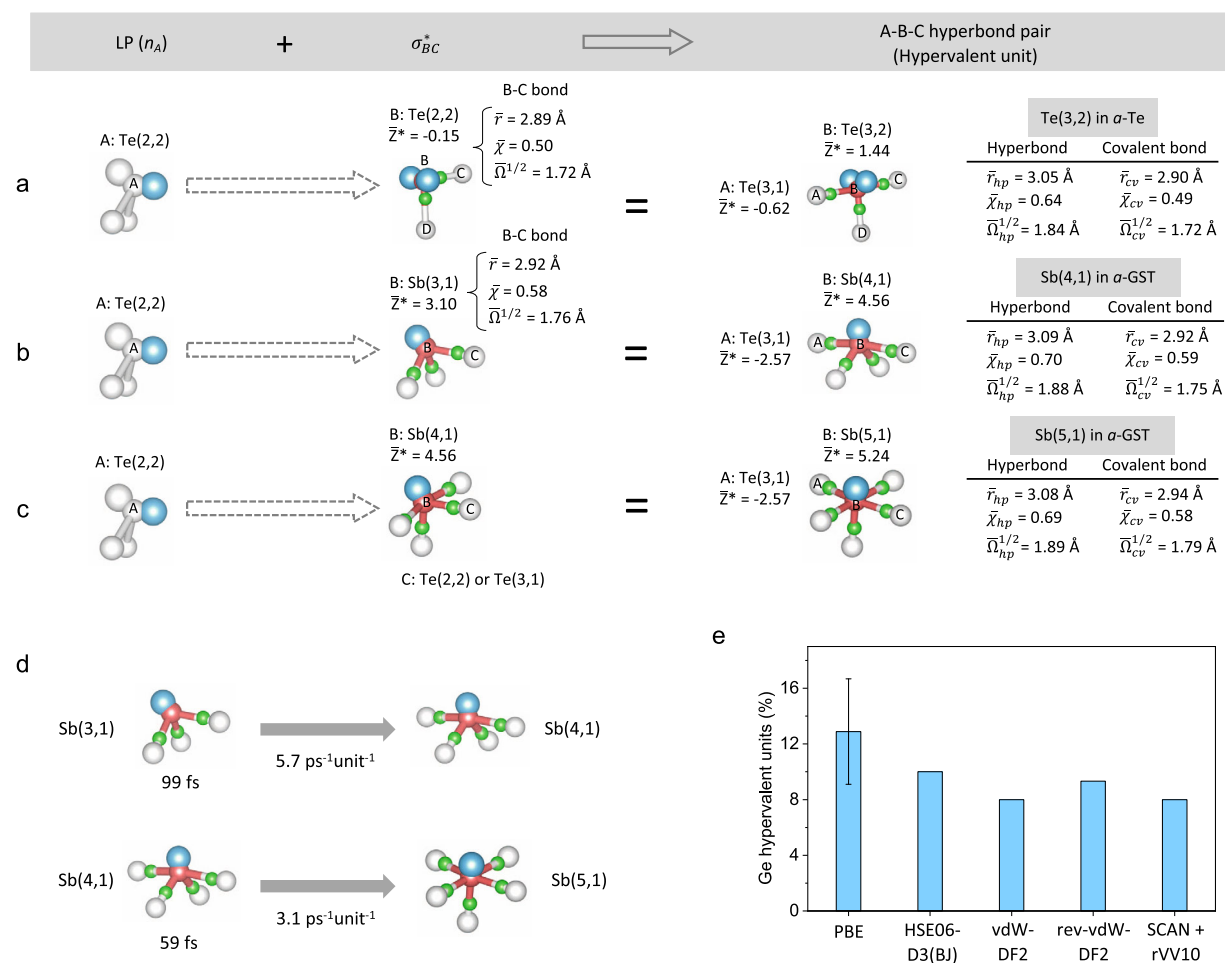 LP (n_A) + σ*_BC A-B-C hyperbond pair
(Hypervalent unit)
a
A: Te(2,2)
A
B: Te(2,2)
Z̄* = -0.15
B
C
D
B-C bond
r̄ = 2.89 Å
χ̄ = 0.50
Ω̄^1/2 = 1.72 Å
=
B: Te(3,2)
Z̄* = 1.44
A: Te(3,1)
Z̄* = -0.62
A
B
C
D
Te(3,2) in a-Te
Hyperbond Covalent bond
r̄_hp = 3.05 Å r̄_cv = 2.90 Å
χ̄_hp = 0.64 χ̄_cv = 0.49
Ω̄_hp^1/2 = 1.84 Å Ω̄_cv^1/2 = 1.72 Å
b
A: Te(2,2)
A
B: Sb(3,1)
Z̄* = 3.10
B
C
B-C bond
r̄ = 2.92 Å
χ̄ = 0.58
Ω̄^1/2 = 1.76 Å
=
B: Sb(4,1)
Z̄* = 4.56
A: Te(3,1)
Z̄* = -2.57
A
B
C
Sb(4,1) in a-GST
Hyperbond Covalent bond
r̄_hp = 3.09 Å r̄_cv = 2.92 Å
χ̄_hp = 0.70 χ̄_cv = 0.59
Ω̄_hp^1/2 = 1.88 Å Ω̄_cv^1/2 = 1.75 Å
c
A: Te(2,2)
A
B: Sb(4,1)
Z̄* = 4.56
B
C
C: Te(2,2) or Te(3,1)
=
B: Sb(5,1)
Z̄* = 5.24
A: Te(3,1)
Z̄* = -2.57
A
B
C
Sb(5,1) in a-GST
Hyperbond Covalent bond
r̄_hp = 3.08 Å r̄_cv = 2.94 Å
χ̄_hp = 0.69 χ̄_cv = 0.58
Ω̄_hp^1/2 = 1.89 Å Ω̄_cv^1/2 = 1.79 Å
d
Sb(3,1)
99 fs
5.7 ps⁻¹unit⁻¹
Sb(4,1)
Sb(4,1)
59 fs
3.1 ps⁻¹unit⁻¹
Sb(5,1)
e
Ge hypervalent units (%)
16
12
8
4
0
PBE
HSE06-
D3(BJ)
vdW-
DF2
rev-vdW-
DF2
SCAN +
rVV10